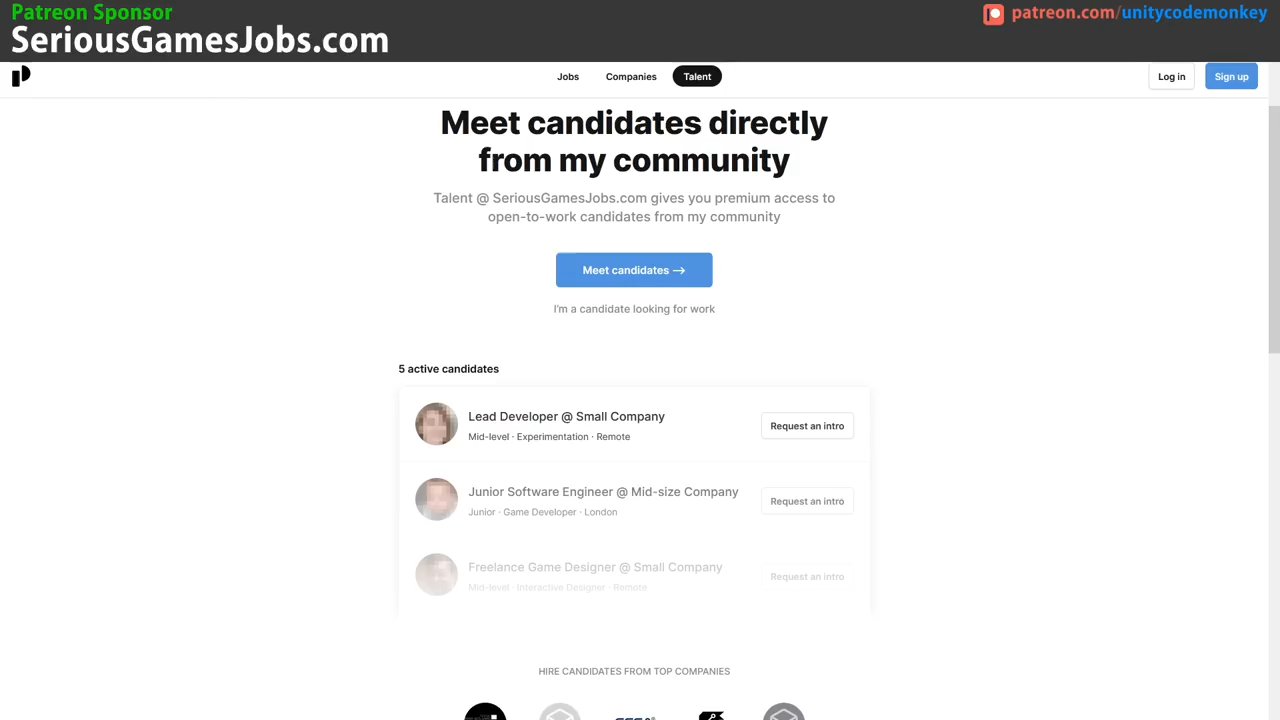 Patreon Sponsor
SeriousGamesJobs.com
patreon.com/unitycodemonkey
Jobs
Companies
Talent
Log in
Sign up
Meet candidates directly
from my community
Talent @ SeriousGamesJobs.com gives you premium access to
open-to-work candidates from my community
Meet candidates →
I'm a candidate looking for work
5 active candidates
Lead Developer @ Small Company
Mid-level · Experimentation · Remote
Request an intro
Junior Software Engineer @ Mid-size Company
Junior · Game Developer · London
Request an intro
Freelance Game Designer @ Small Company
Mid-level · Interactive Designer · Remote
Request an intro
HIRE CANDIDATES FROM TOP COMPANIES